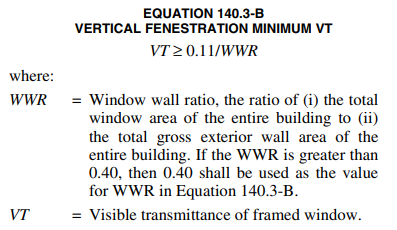 EQUATION 140.3-B
VERTICAL FENESTRATION MINIMUM VT
VT ≥ 0.11/WWR
where:
WWR = Window wall ratio, the ratio of (i) the total
window area of the entire building to (ii)
the total gross exterior wall area of the
entire building. If the WWR is greater than
0.40, then 0.40 shall be used as the value
for WWR in Equation 140.3-B.
VT = Visible transmittance of framed window.